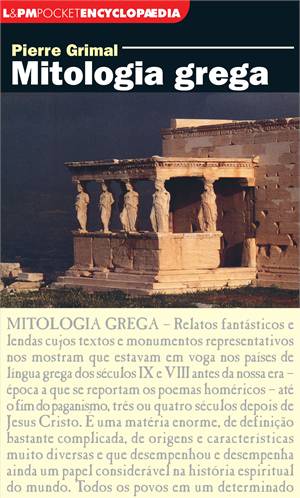 L&PM POCKET ENCYCLOPÆDIA
Pierre Grimal
Mitologia grega
MITOLOGIA GREGA – Relatos fantásticos e
lendas cujos textos e monumentos representativos
nos mostram que estavam em voga nos países de
língua grega dos séculos IX e VIII antes da nossa era –
época a que se reportam os poemas homéricos – até
o fim do paganismo, três ou quatro séculos depois de
Jesus Cristo. É uma matéria enorme, de definição
bastante complicada, de origens e características
muito diversas e que desempenhou e desempenha
ainda um papel considerável na história espiritual
do mundo. Todos os povos em um determinado